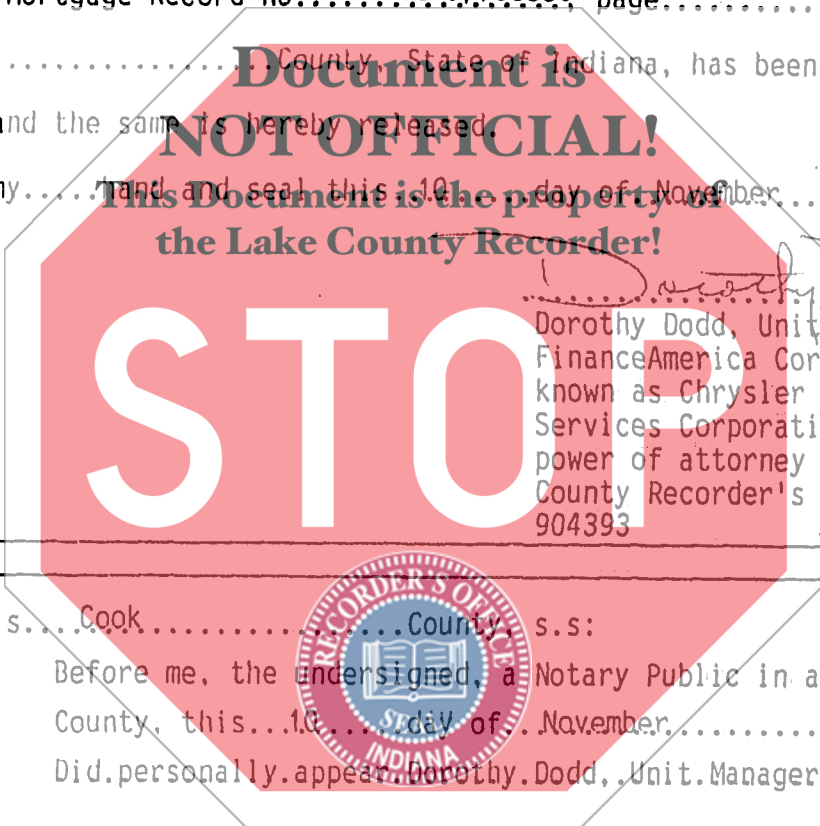 Mortgage Record No.................... page..........
..................County, State of Indiana, has been
Document is
and the same is hereby released.
NOT OFFICIAL!
y.....hand and seal this..10......day of..November...
This Document is the property of
the Lake County Recorder!
Dorothy
Dorothy Dodd, Unit
FinanceAmerica Cor
known as Chrysler
Services Corporati
power of attorney
County Recorder's
904393
STOP
s....Cook....................County, s.s:
RECORDER'S OFFICE
Before me, the undersigned, a Notary Public in a
County, this...10......day of..November..........
SEAL
INDIANA
Did.personally.appear.Dorothy.Dodd,.Unit.Manager